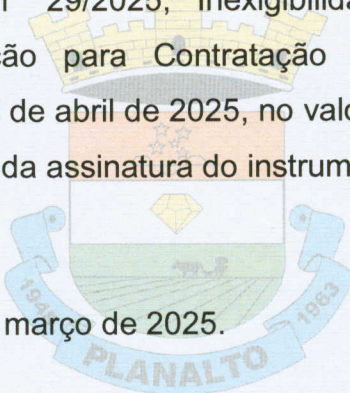 29/2025, Inexigibilida
ção para Contratação
de abril de 2025, no valo
da assinatura do instrum
março de 2025.
1948 PLANALTO 1963